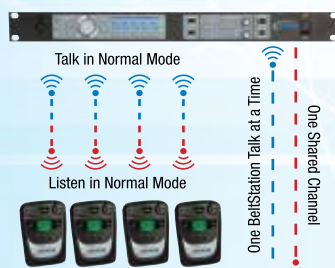 Talk in Normal Mode
Listen in Normal Mode
One BeltStation Talk at a Time
One Shared Channel